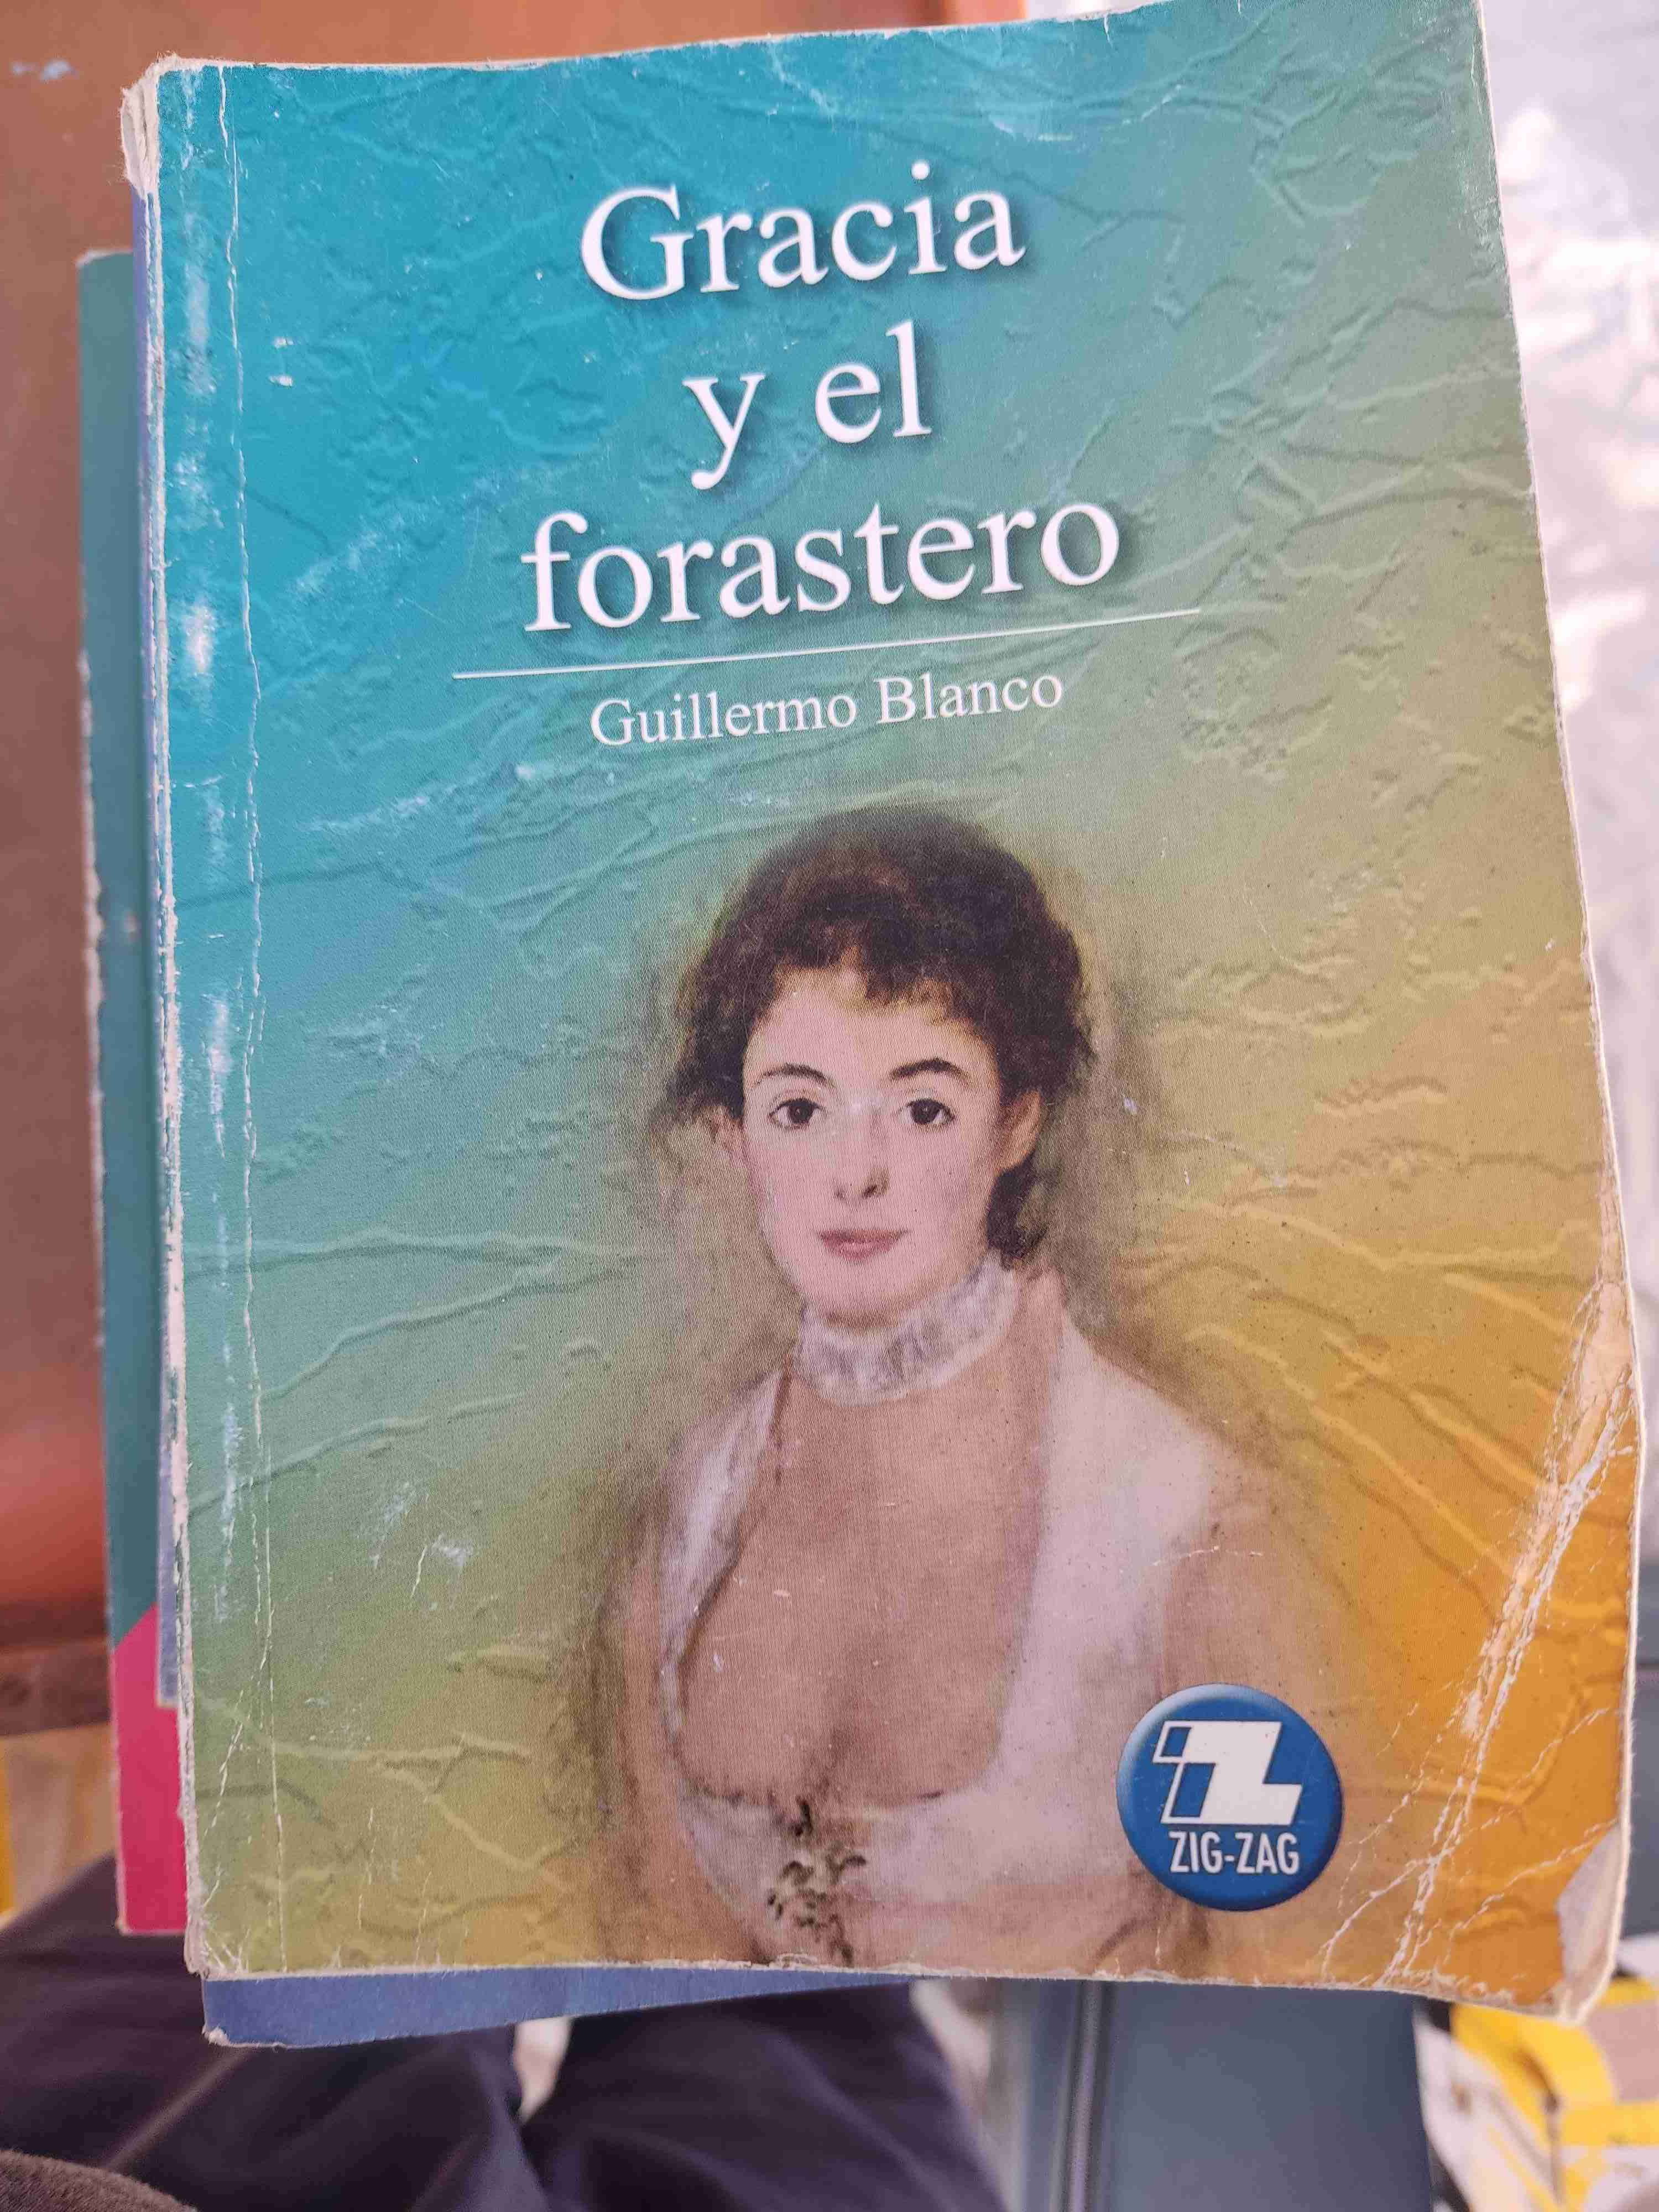 Gracia
y el
forastero
Guillermo Blanco
ZIG-ZAG